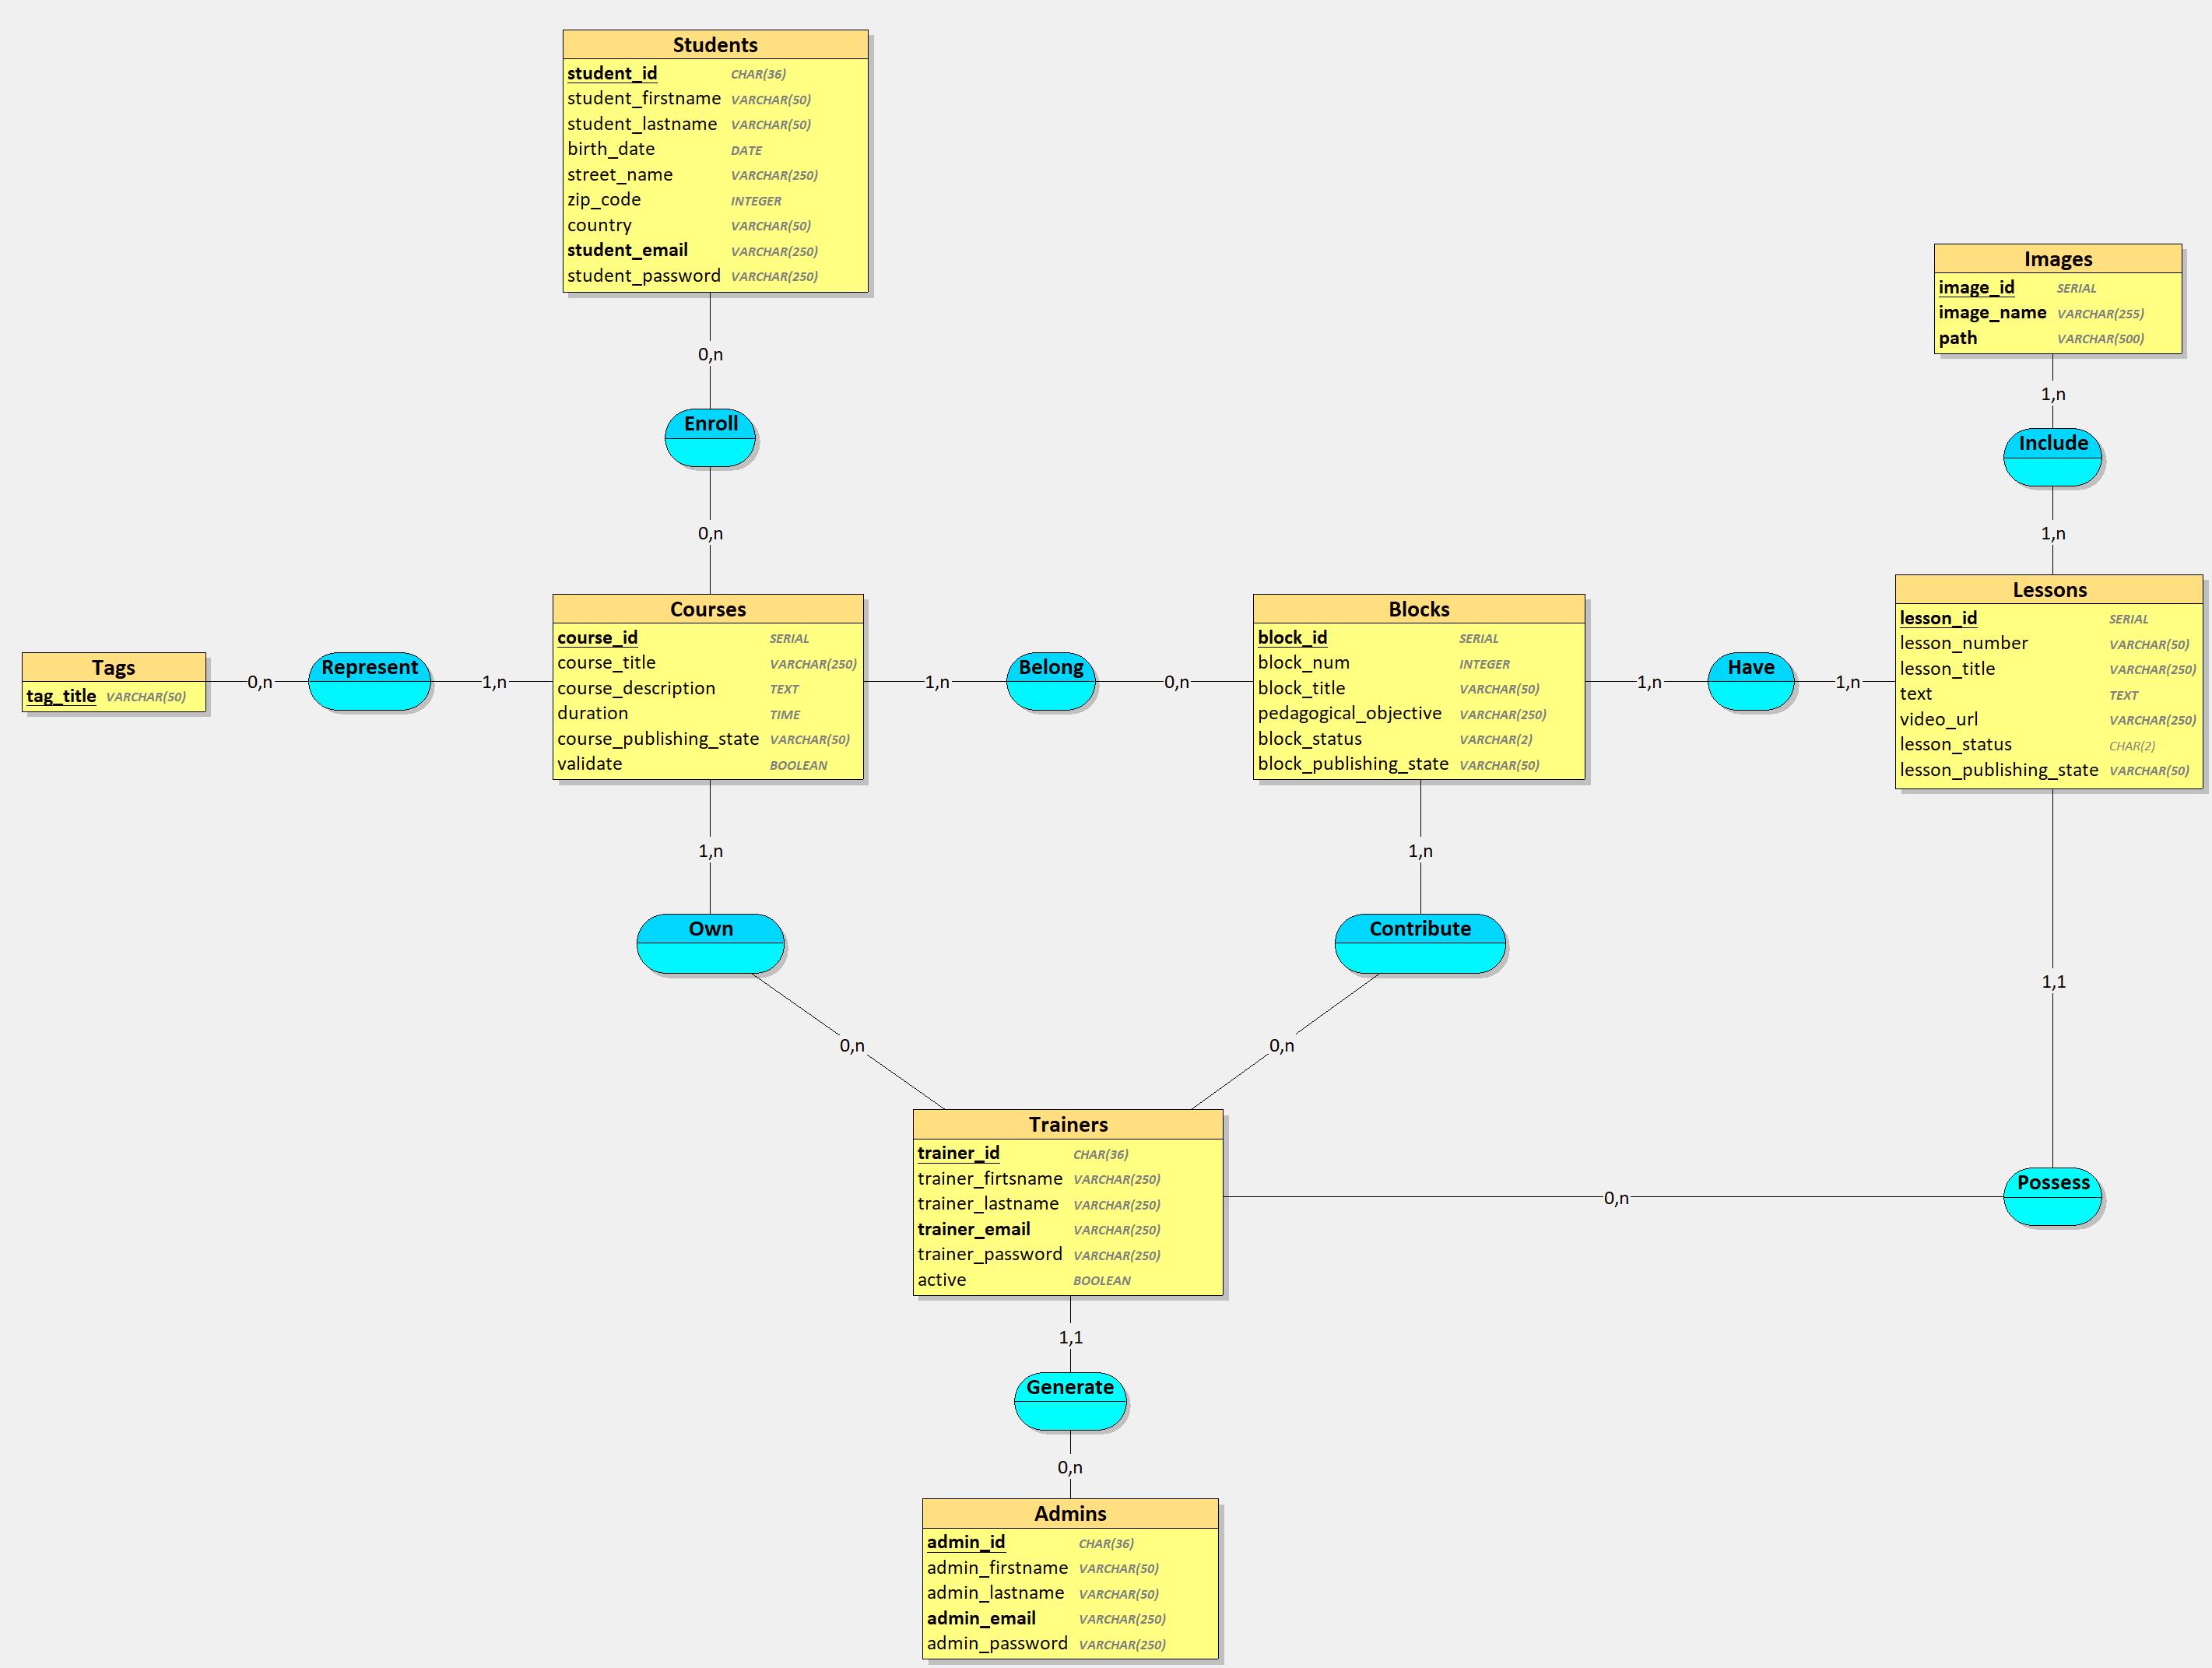 Students
student_id CHAR(36)
student_firstname VARCHAR(50)
student_lastname VARCHAR(50)
birth_date DATE
street_name VARCHAR(250)
zip_code INTEGER
country VARCHAR(50)
student_email VARCHAR(250)
student_password VARCHAR(250)
0,n
Enroll
0,n
Images
image_id SERIAL
image_name VARCHAR(255)
path VARCHAR(500)
1,n
Include
1,n
Tags
tag_title VARCHAR(50)
0,n
Represent
1,n
Courses
course_id SERIAL
course_title VARCHAR(250)
course_description TEXT
duration TIME
course_publishing_state VARCHAR(50)
validate BOOLEAN
1,n
Belong
0,n
Blocks
block_id SERIAL
block_num INTEGER
block_title VARCHAR(50)
pedagogical_objective VARCHAR(250)
block_status VARCHAR(2)
block_publishing_state VARCHAR(50)
1,n
Have
1,n
Lessons
lesson_id SERIAL
lesson_number VARCHAR(50)
lesson_title VARCHAR(250)
text TEXT
video_url VARCHAR(250)
lesson_status CHAR(2)
lesson_publishing_state VARCHAR(50)
1,n
Own
0,n
1,n
Contribute
0,n
1,1
Possess
0,n
Trainers
trainer_id CHAR(36)
trainer_firtsname VARCHAR(250)
trainer_lastname VARCHAR(250)
trainer_email VARCHAR(250)
trainer_password VARCHAR(250)
active BOOLEAN
1,1
Generate
0,n
Admins
admin_id CHAR(36)
admin_firstname VARCHAR(50)
admin_lastname VARCHAR(50)
admin_email VARCHAR(250)
admin_password VARCHAR(250)